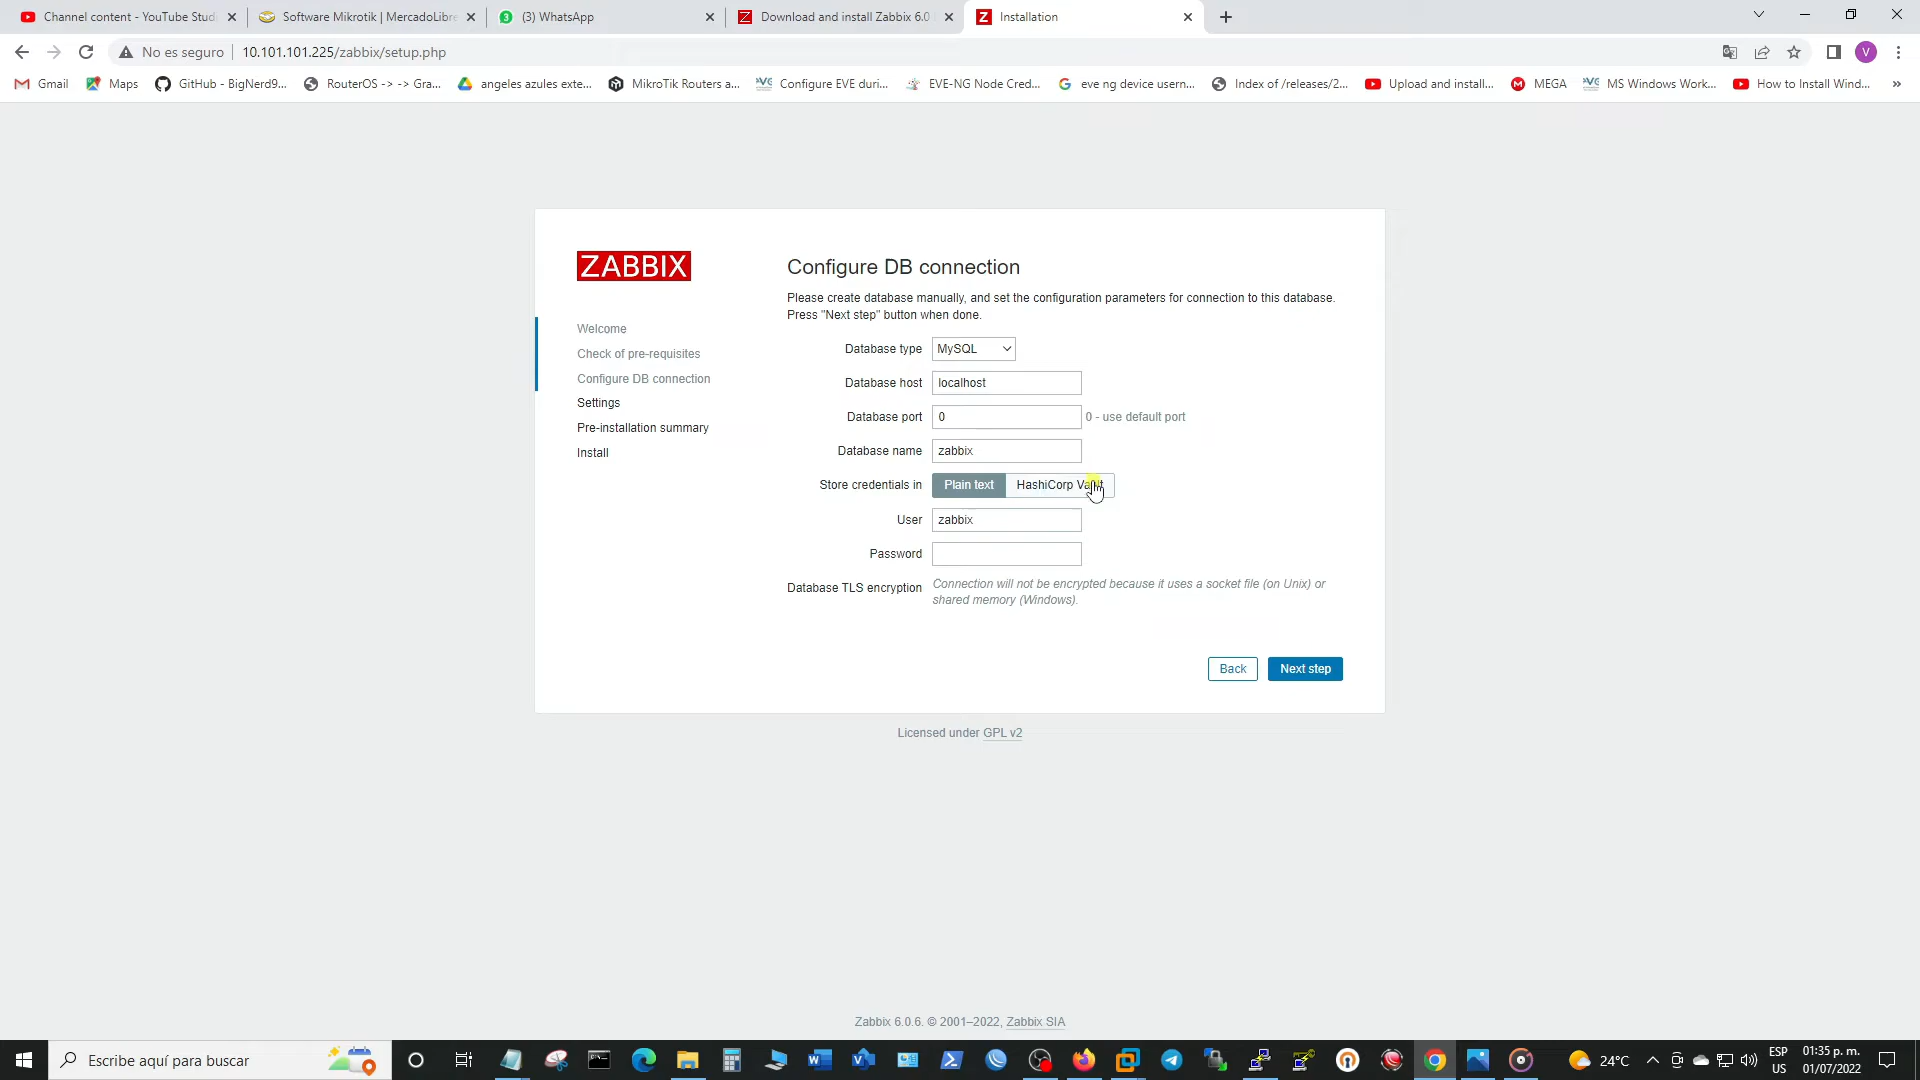 Channel content - YouTube Stud
Software Mikrotik | MercadoLibre
3 (3) WhatsApp
Z Download and install Zabbix 6.0
Z Installation
No es seguro 10.101.101.225/zabbix/setup.php
V
Gmail
Maps
GitHub - BigNerd9...
RouterOS -> -> Gra...
angeles azules exte...
MikroTik Routers a...
Configure EVE duri...
EVE-NG Node Cred...
eve ng device usern...
Index of /releases/2...
Upload and install...
MEGA
MS Windows Work...
How to Install Wind...
»
ZABBIX
Welcome
Check of pre-requisites
Configure DB connection
Settings
Pre-installation summary
Install
Configure DB connection
Please create database manually, and set the configuration parameters for connection to this database.
Press "Next step" button when done.
Database type MySQL
Database host localhost
Database port 0 0 - use default port
Database name zabbix
Store credentials in Plain text HashiCorp Vault
User zabbix
Password
Database TLS encryption Connection will not be encrypted because it uses a socket file (on Unix) or
shared memory (Windows).
Back Next step
Licensed under GPL v2
Zabbix 6.0.6. © 2001–2022, Zabbix SIA
Escribe aquí para buscar
24°C
ESP
US
01:35 p. m.
01/07/2022